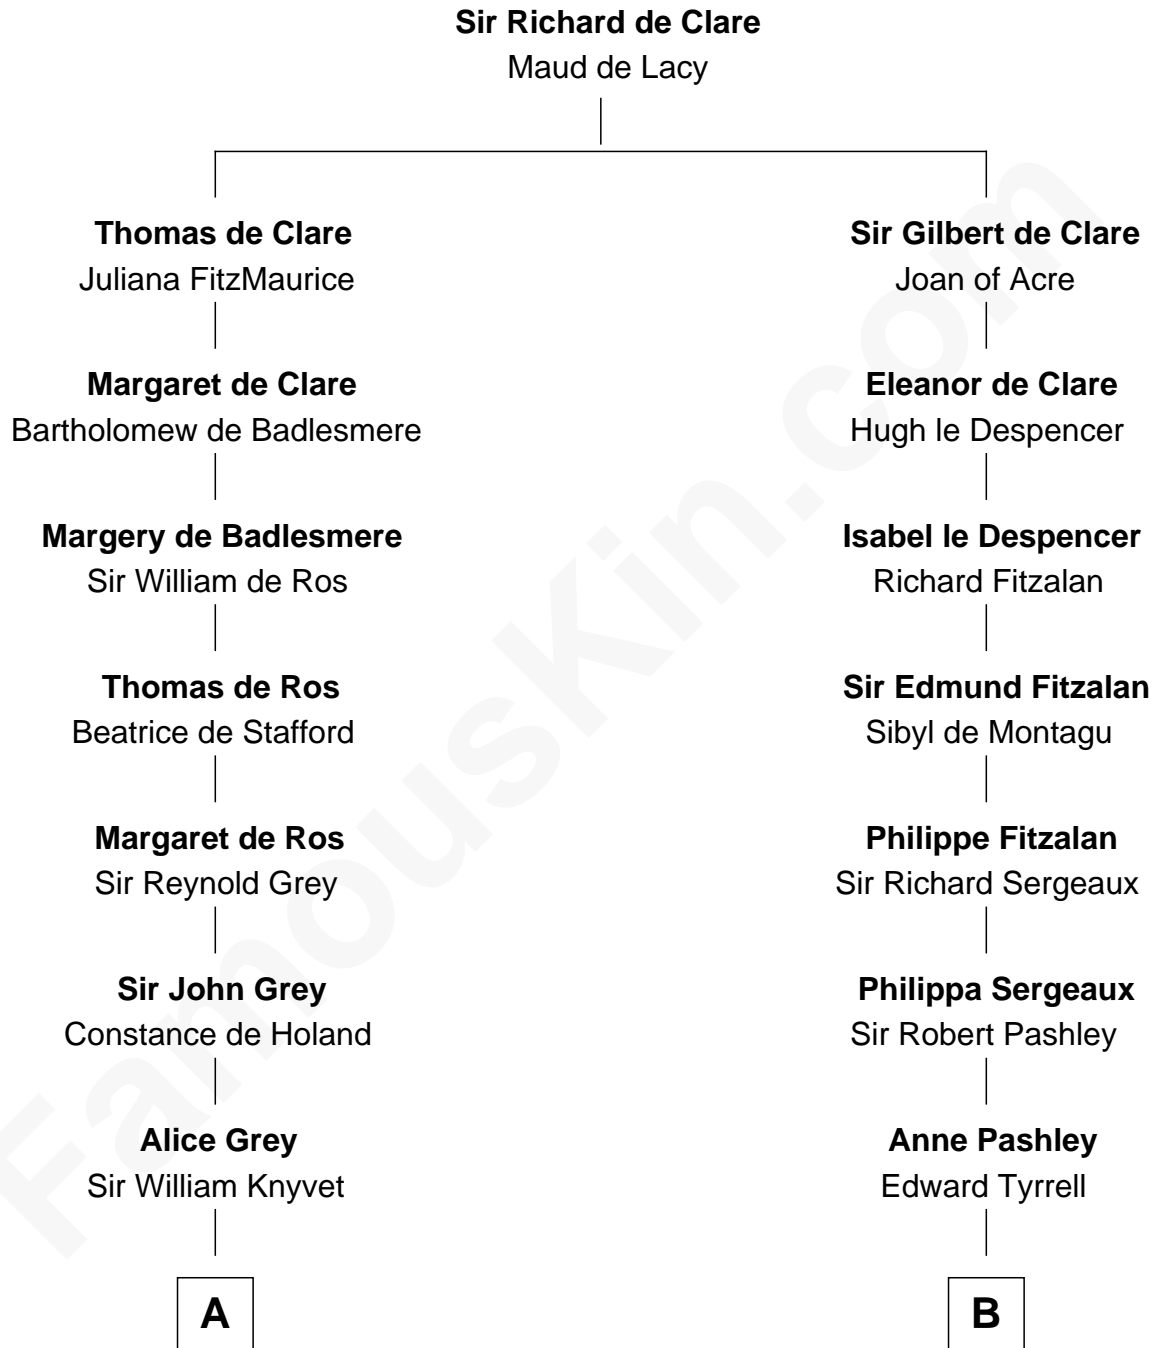 Sir Richard de Clare
Maud de Lacy
Thomas de Clare
Juliana FitzMaurice
Margaret de Clare
Bartholomew de Badlesmere
Margery de Badlesmere
Sir William de Ros
Thomas de Ros
Beatrice de Stafford
Margaret de Ros
Sir Reynold Grey
Sir John Grey
Constance de Holand
Alice Grey
Sir William Knyvet
A
Sir Gilbert de Clare
Joan of Acre
Eleanor de Clare
Hugh le Despencer
Isabel le Despencer
Richard Fitzalan
Sir Edmund Fitzalan
Sibyl de Montagu
Philippe Fitzalan
Sir Richard Sergeaux
Philippa Sergeaux
Sir Robert Pashley
Anne Pashley
Edward Tyrrell
B
FamousKin.com